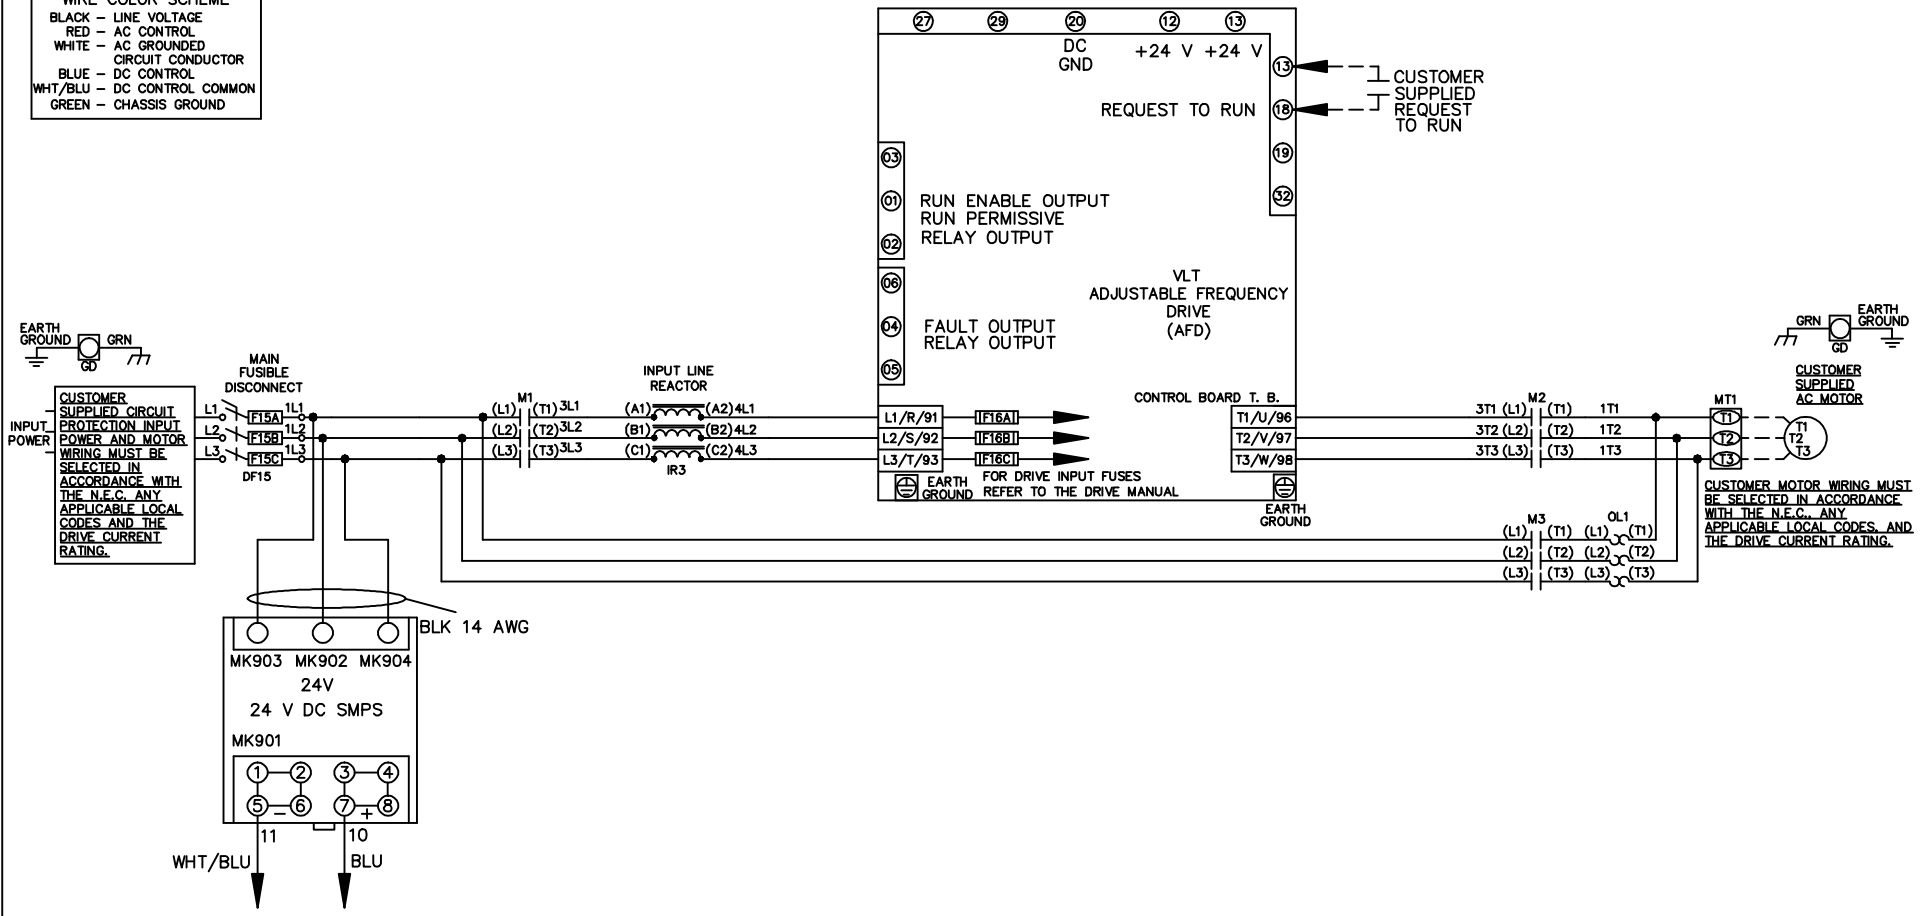 WIRE COLOR SCHEME
BLACK – LINE VOLTAGE
RED – AC CONTROL
WHITE – AC GROUNDED
CIRCUIT CONDUCTOR
BLUE – DC CONTROL
WHT/BLU – DC CONTROL COMMON
GREEN – CHASSIS GROUND
27 29 20 12 13
DC
GND
+24 V +24 V
13
REQUEST TO RUN 18
19
32
CUSTOMER
SUPPLIED
REQUEST
TO RUN
03
01
02
RUN ENABLE OUTPUT
RUN PERMISSIVE
RELAY OUTPUT
06
04
05
FAULT OUTPUT
RELAY OUTPUT
VLT
ADJUSTABLE FREQUENCY
DRIVE
(AFD)
CONTROL BOARD T. B.
EARTH
GROUND
GRN
GD
INPUT
POWER
CUSTOMER
SUPPLIED CIRCUIT
PROTECTION INPUT
POWER AND MOTOR
WIRING MUST BE
SELECTED IN
ACCORDANCE WITH
THE N.E.C. ANY
APPLICABLE LOCAL
CODES AND THE
DRIVE CURRENT
RATING.
MAIN
FUSIBLE
DISCONNECT
L1 F15A 1L1
L2 F15B 1L2
L3 F15C 1L3
DF15
M1
(L1) (T1) 3L1
(L2) (T2) 3L2
(L3) (T3) 3L3
INPUT LINE
REACTOR
(A1) (A2) 4L1
(B1) (B2) 4L2
(C1) (C2) 4L3
IR3
L1/R/91 F16A
L2/S/92 F16B
L3/T/93 F16C
EARTH
GROUND
FOR DRIVE INPUT FUSES
REFER TO THE DRIVE MANUAL
T1/U/96
T2/V/97
T3/W/98
EARTH
GROUND
M2
3T1 (L1) (T1) 1T1
3T2 (L2) (T2) 1T2
3T3 (L3) (T3) 1T3
MT1
T1
T2
T3
T1
T2
T3
GRN
GD
EARTH
GROUND
CUSTOMER
SUPPLIED
AC MOTOR
CUSTOMER MOTOR WIRING MUST
BE SELECTED IN ACCORDANCE
WITH THE N.E.C., ANY
APPLICABLE LOCAL CODES, AND
THE DRIVE CURRENT RATING.
M3 OL1
(L1) (T1) (L1) (T1)
(L2) (T2) (L2) (T2)
(L3) (T3) (L3) (T3)
BLK 14 AWG
MK903 MK902 MK904
24V
24 V DC SMPS
MK901
1 2 3 4
5 – 6 7 + 8
11 10
WHT/BLU BLU